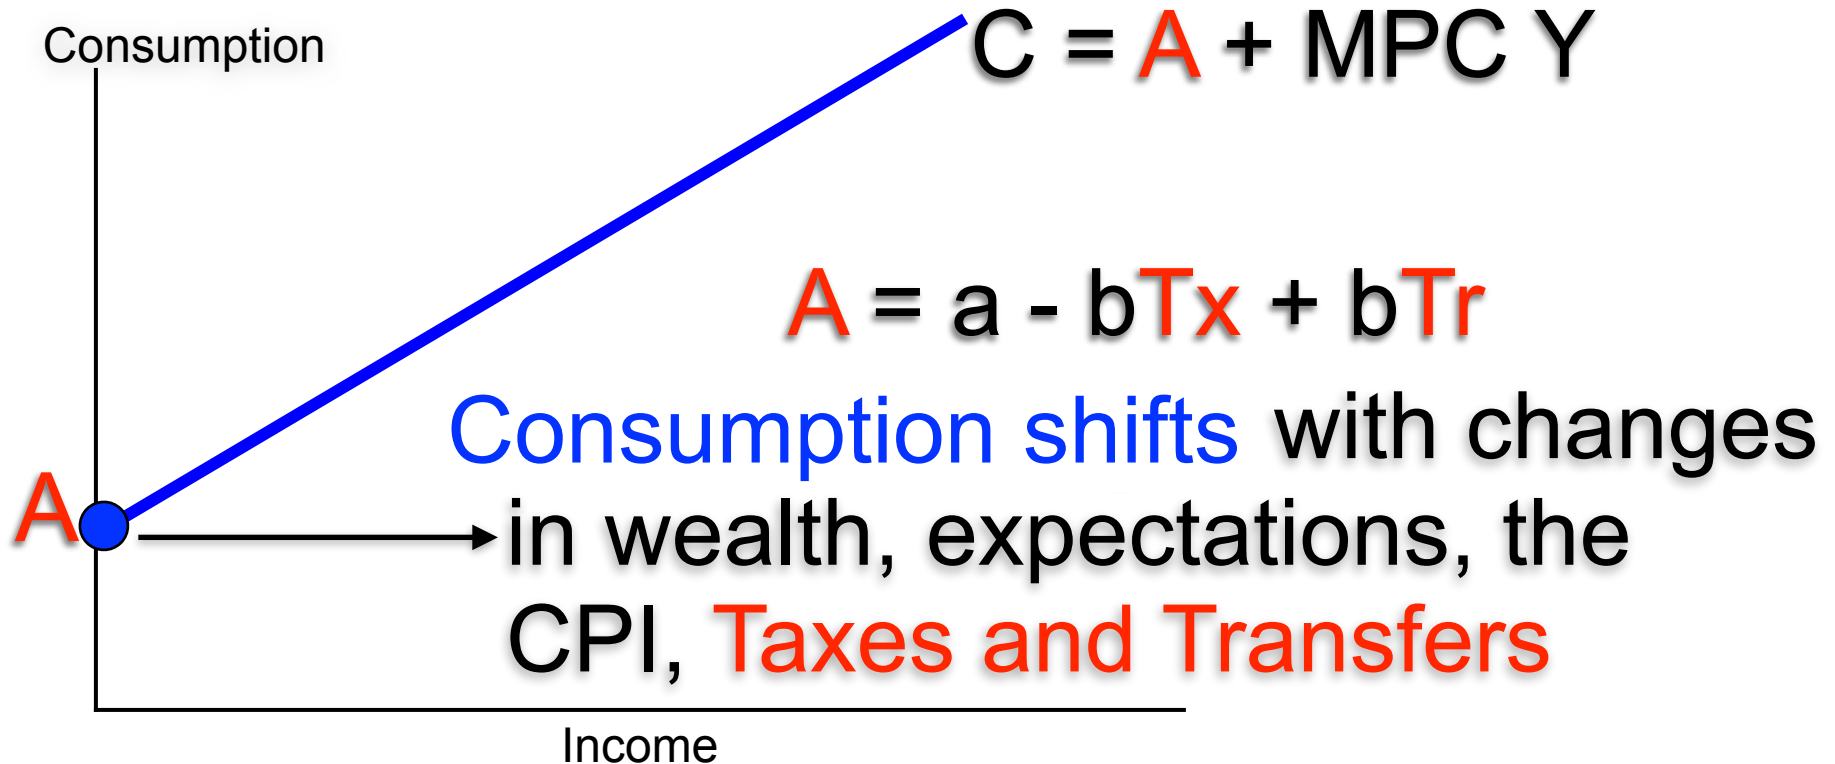 Consumption
C = A + MPC Y
A = a - bTx + bTr
Consumption shifts with changes
A
in wealth, expectations, the
CPI, Taxes and Transfers
Income